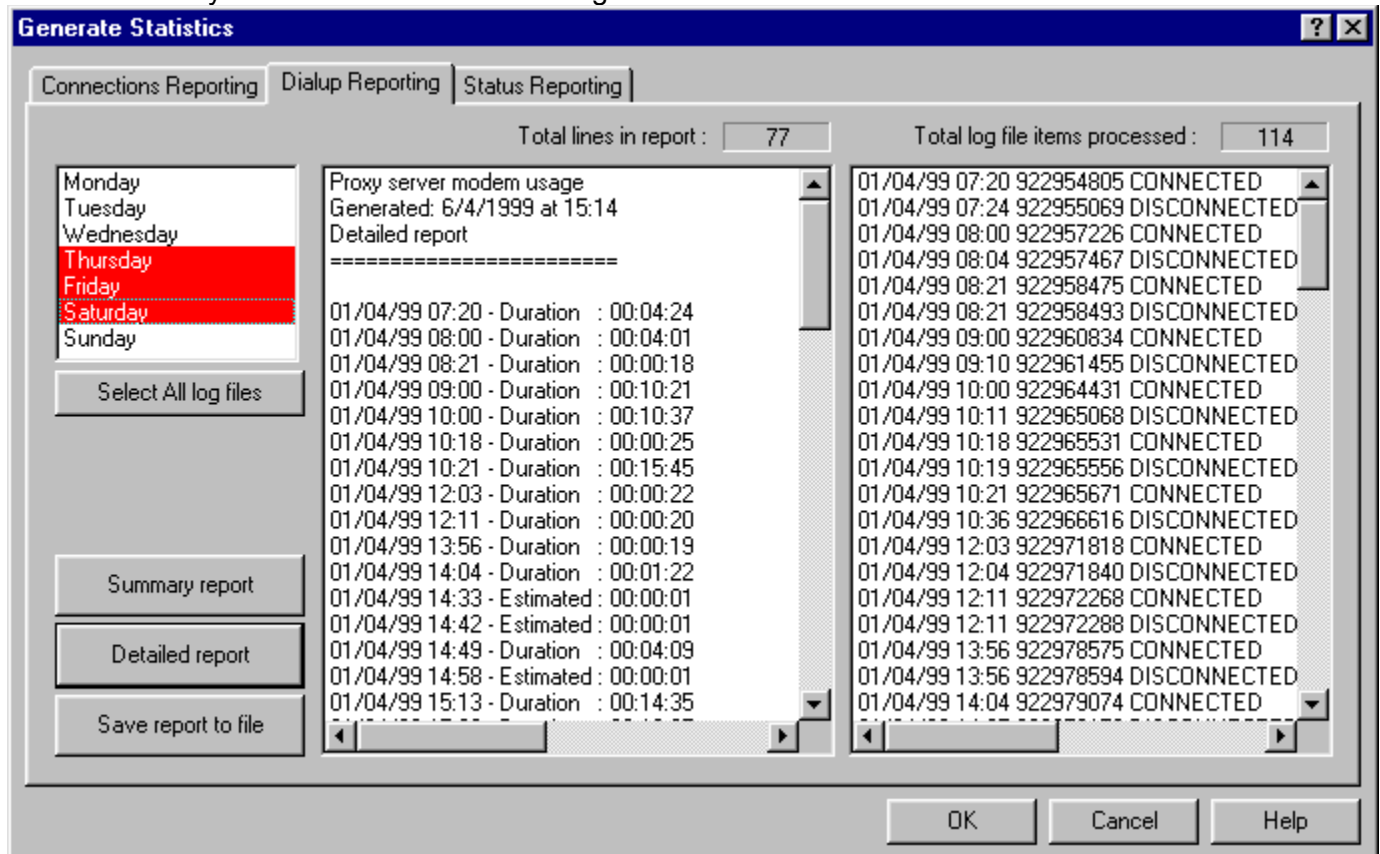 Generate Statistics
Connections Reporting
Dialup Reporting
Status Reporting
Total lines in report : 77
Total log file items processed : 114
Monday
Tuesday
Wednesday
Thursday
Friday
Saturday
Sunday
Select All log files
Summary report
Detailed report
Save report to file
Proxy server modem usage
Generated: 6/4/1999 at 15:14
Detailed report
========================
01/04/99 07:20 - Duration : 00:04:24
01/04/99 08:00 - Duration : 00:04:01
01/04/99 08:21 - Duration : 00:00:18
01/04/99 09:00 - Duration : 00:10:21
01/04/99 10:00 - Duration : 00:10:37
01/04/99 10:18 - Duration : 00:00:25
01/04/99 10:21 - Duration : 00:15:45
01/04/99 12:03 - Duration : 00:00:22
01/04/99 12:11 - Duration : 00:00:20
01/04/99 13:56 - Duration : 00:00:19
01/04/99 14:04 - Duration : 00:01:22
01/04/99 14:33 - Estimated : 00:00:01
01/04/99 14:42 - Estimated : 00:00:01
01/04/99 14:49 - Duration : 00:04:09
01/04/99 14:58 - Estimated : 00:00:01
01/04/99 15:13 - Duration : 00:14:35
01/04/99 07:20 922954805 CONNECTED
01/04/99 07:24 922955069 DISCONNECTED
01/04/99 08:00 922957226 CONNECTED
01/04/99 08:04 922957467 DISCONNECTED
01/04/99 08:21 922958475 CONNECTED
01/04/99 08:21 922958493 DISCONNECTED
01/04/99 09:00 922960834 CONNECTED
01/04/99 09:10 922961455 DISCONNECTED
01/04/99 10:00 922964431 CONNECTED
01/04/99 10:11 922965068 DISCONNECTED
01/04/99 10:18 922965531 CONNECTED
01/04/99 10:19 922965556 DISCONNECTED
01/04/99 10:21 922965671 CONNECTED
01/04/99 10:36 922966616 DISCONNECTED
01/04/99 12:03 922971818 CONNECTED
01/04/99 12:04 922971840 DISCONNECTED
01/04/99 12:11 922972268 CONNECTED
01/04/99 12:11 922972288 DISCONNECTED
01/04/99 13:56 922978575 CONNECTED
01/04/99 13:56 922978594 DISCONNECTED
01/04/99 14:04 922979074 CONNECTED
OK
Cancel
Help